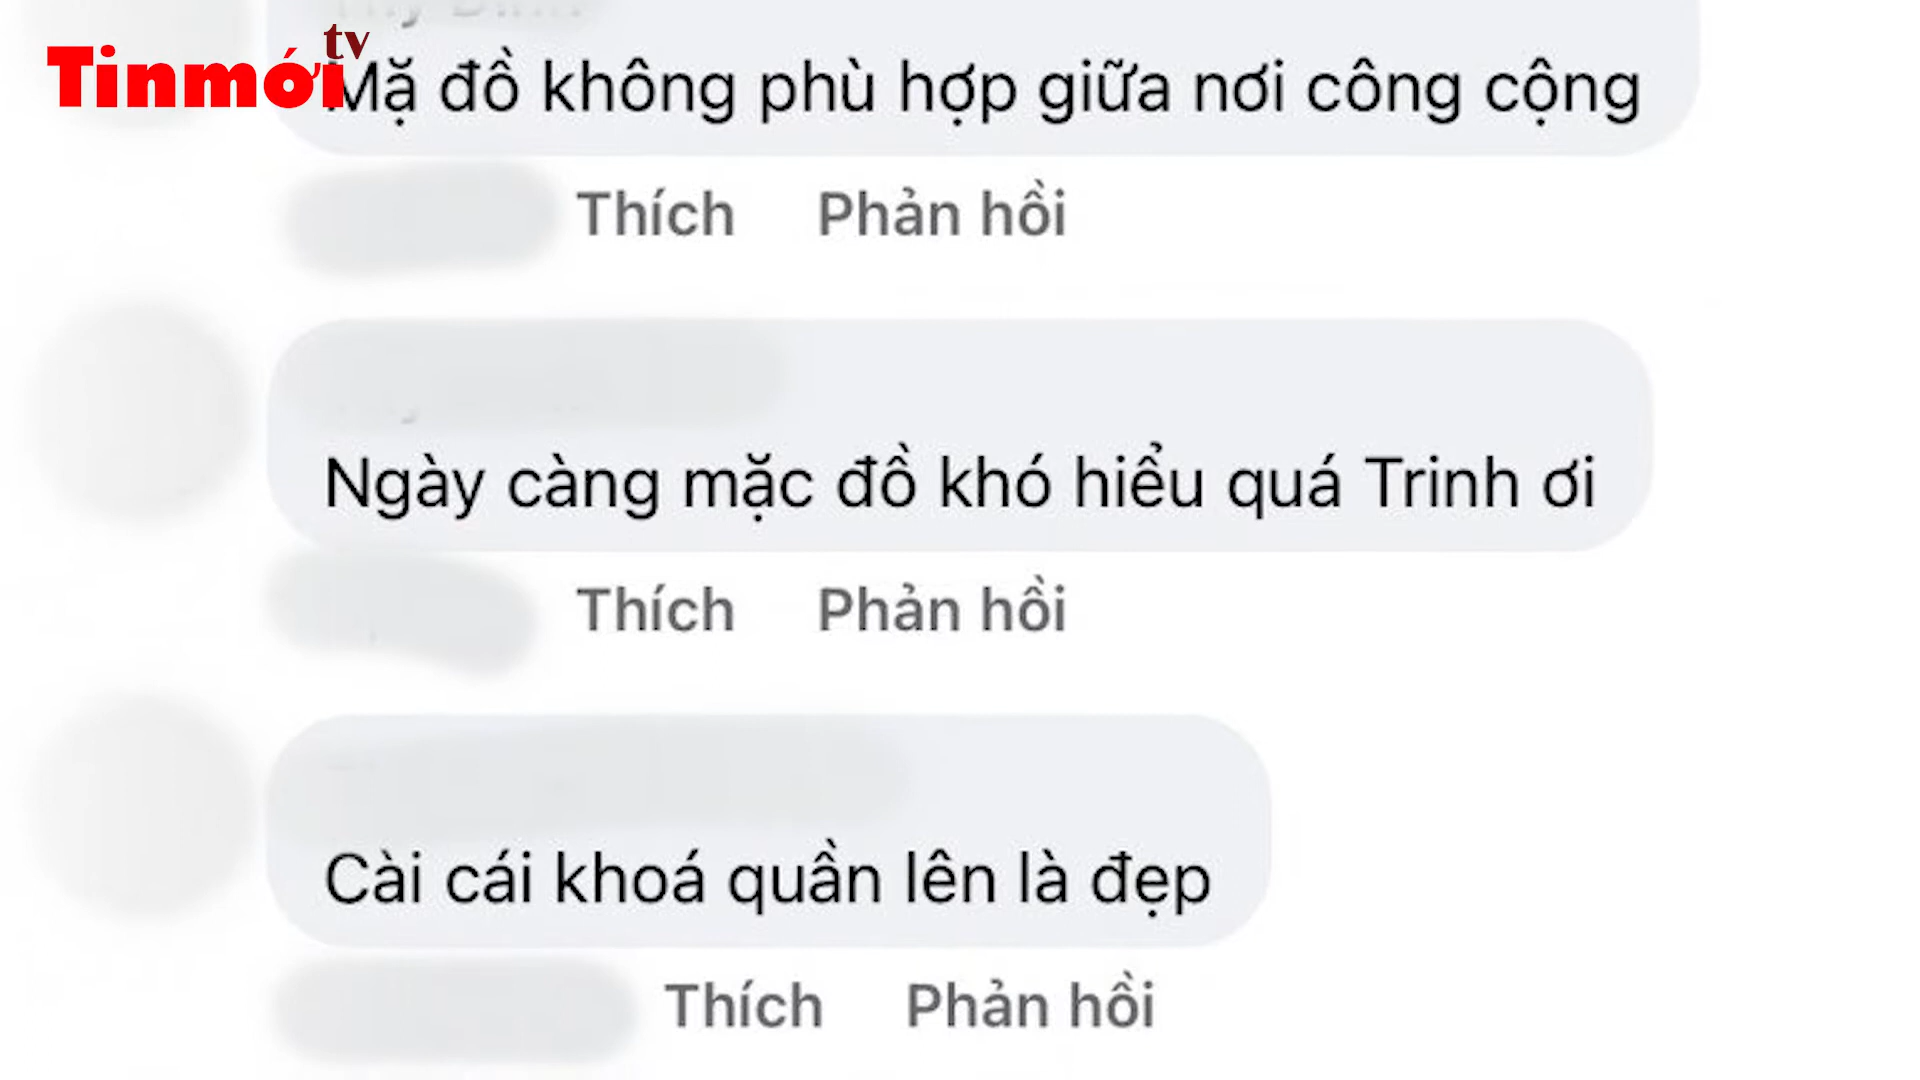 Tinmới tv
Mặ đồ không phù hợp giữa nơi công cộng
Thích Phản hồi
Ngày càng mặc đồ khó hiểu quá Trinh ơi
Thích Phản hồi
Cài cái khoá quần lên là đẹp
Thích Phản hồi